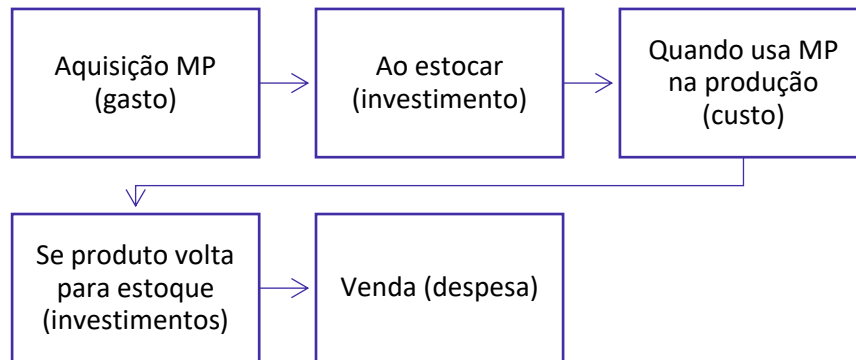 Aquisição MP
(gasto)
Ao estocar
(investimento)
Quando usa MP
na produção
(custo)
Se produto volta
para estoque
(investimentos)
Venda (despesa)